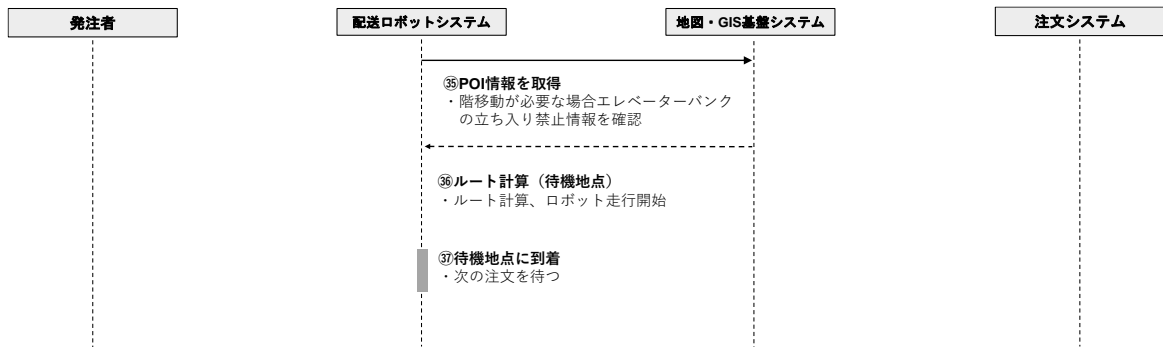 発注者
配送ロボットシステム
地図・GIS基盤システム
注文システム
㉟POI情報を取得
・階移動が必要な場合エレベーターバンク
の立ち入り禁止情報を確認
㊱ルート計算（待機地点）
・ルート計算、ロボット走行開始
㊲待機地点に到着
・次の注文を待つ